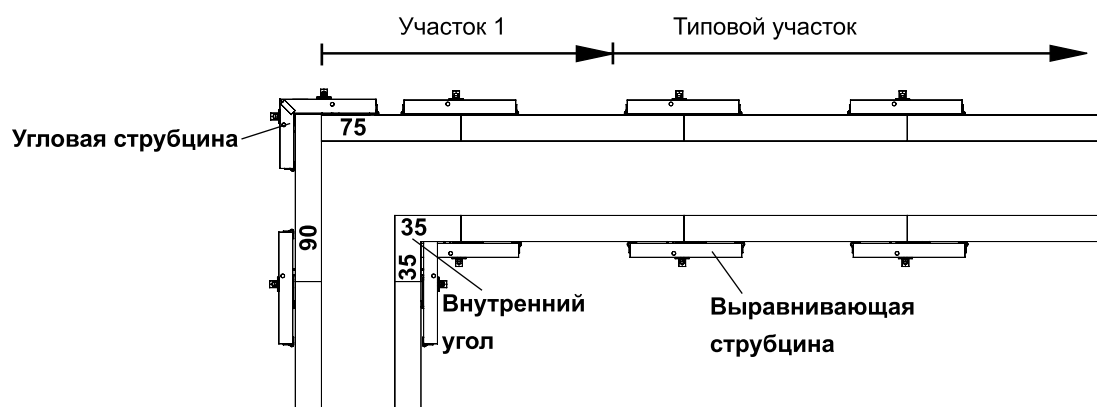 Участок 1
Типовой участок
Угловая струбцина
75
90
35
35
Внутренний
угол
Выравнивающая
струбцина